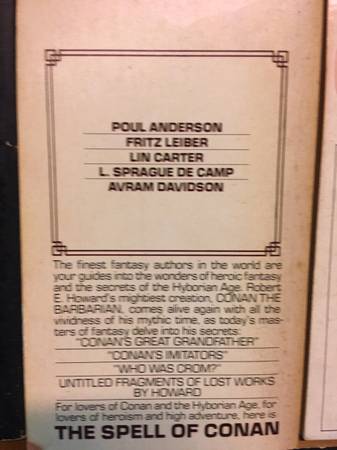 POUL ANDERSON
FRITZ LEIBER
LIN CARTER
L. SPRAGUE DE CAMP
AVRAM DAVIDSON
The finest fantasy authors in the world are
your guides into the wonders of heroic fantasy
and the secrets of the Hyborian Age. Robert
E. Howard's mightiest creation, CONAN THE
BARBARIAN, comes alive again with all the
vividness of his mythic time, as today's mas-
ters of fantasy delve into his secrets:
"CONAN'S GREAT GRANDFATHER"
"CONAN'S IMITATORS"
"WHO WAS CROM?"
UNTITLED FRAGMENTS OF LOST WORKS
BY HOWARD
For lovers of Conan and the Hyborian Age, for
lovers of heroism and high adventure, here is
THE SPELL OF CONAN